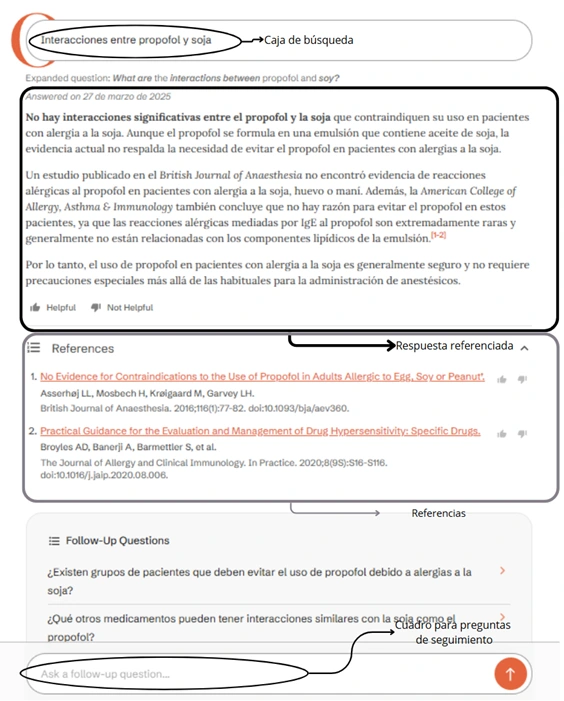 Interacciones entre propofol y soja
Caja de búsqueda
Expanded question: What are the interactions between propofol and soy?
Answered on 27 de marzo de 2025
No hay interacciones significativas entre el propofol y la soja que contraindiquen su uso en pacientes
con alergia a la soja. Aunque el propofol se formula en una emulsión que contiene aceite de soja, la
evidencia actual no respalda la necesidad de evitar el propofol en pacientes con alergias a la soja.
Un estudio publicado en el British Journal of Anaesthesia no encontró evidencia de reacciones
alérgicas al propofol en pacientes con alergia a la soja, huevo o maní. Además, la American College of
Allergy, Asthma & Immunology también concluye que no hay razón para evitar el propofol en estos
pacientes, ya que las reacciones alérgicas mediadas por IgE al propofol son extremadamente raras y
generalmente no están relacionadas con los componentes lipídicos de la emulsión.[1-2]
Por lo tanto, el uso de propofol en pacientes con alergia a la soja es generalmente seguro y no requiere
precauciones especiales más allá de las habituales para la administración de anestésicos.
Helpful Not Helpful
Respuesta referenciada
References
1. No Evidence for Contraindications to the Use of Propofol in Adults Allergic to Egg, Soy or Peanut'.
Asserhøj LL, Mosbech H, Krøigaard M, Garvey LH.
British Journal of Anaesthesia. 2016;116(1):77-82. doi:10.1093/bja/aev360.
2. Practical Guidance for the Evaluation and Management of Drug Hypersensitivity: Specific Drugs.
Broyles AD, Banerji A, Barmettler S, et al.
The Journal of Allergy and Clinical Immunology. In Practice. 2020;8(9S):S16-S116.
doi:10.1016/j.jaip.2020.08.006.
Referencias
Follow-Up Questions
¿Existen grupos de pacientes que deben evitar el uso de propofol debido a alergias a la
soja?
¿Qué otros medicamentos pueden tener interacciones similares con la soja como el
propofol?
Cuadro para preguntas
de seguimiento
Ask a follow-up question...